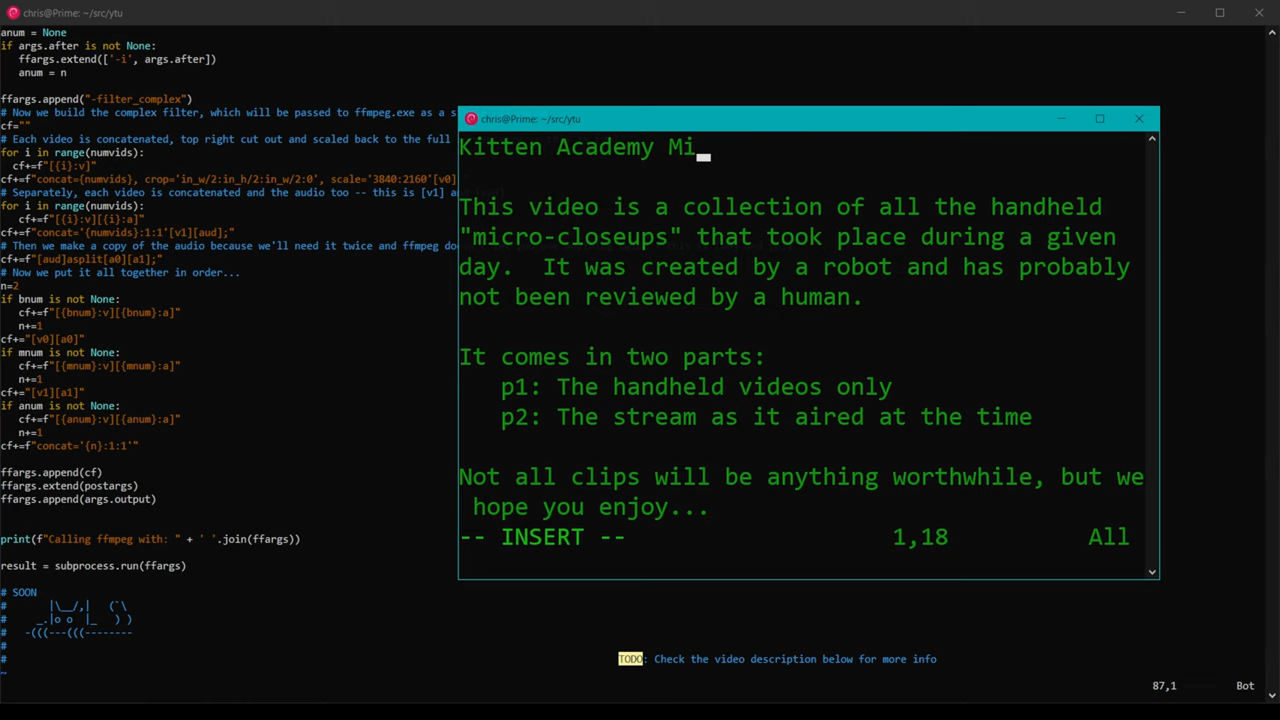 chris@Prime: ~/src/ytu
anum = None
if args.after is not None:
   ffargs.extend(['-i', args.after])
   anum = n

ffargs.append("-filter_complex")
# Now we build the complex filter, which will be passed to ffmpeg.exe as a s
cf=""
# Each video is concatenated, top right cut out and scaled back to the full
for i in range(numvids):
  cf+=f"[{i}:v]"
cf+=f"concat={numvids}, crop='in_w/2:in_h/2:in_w/2:0', scale='3840:2160'[v0]
# Separately, each video is concatenated and the audio too -- this is [v1] a
for i in range(numvids):
   cf+=f"[{i}:v][{i}:a]"
cf+=f"concat='{numvids}:1:1'[v1][aud];"
# Then we make a copy of the audio because we'll need it twice and ffmpeg do
cf+=f"[aud]asplit[a0][a1];"
# Now we put it all together in order...
n=2
if bnum is not None:
   cf+=f"[{bnum}:v][{bnum}:a]"
   n+=1
cf+="[v0][a0]"
if mnum is not None:
   cf+=f"[{mnum}:v][{mnum}:a]"
   n+=1
cf+="[v1][a1]"
if anum is not None:
   cf+=f"[{anum}:v][{anum}:a]"
   n+=1
cf+=f"concat='{n}:1:1'"

ffargs.append(cf)
ffargs.extend(postargs)
ffargs.append(args.output)

print(f"Calling ffmpeg with: " + ' '.join(ffargs))

result = subprocess.run(ffargs)

# SOON
#      |\__/,|   (`\
#    _.|o o  |_   ) )
#  -(((---(((--------
#
#
~
TODO: Check the video description below for more info
87,1 Bot
chris@Prime: ~/src/ytu
Kitten Academy Mi

This video is a collection of all the handheld
"micro-closeups" that took place during a given
day.  It was created by a robot and has probably
not been reviewed by a human.

It comes in two parts:
   p1: The handheld videos only
   p2: The stream as it aired at the time

Not all clips will be anything worthwhile, but we
 hope you enjoy...
-- INSERT -- 1,18 All